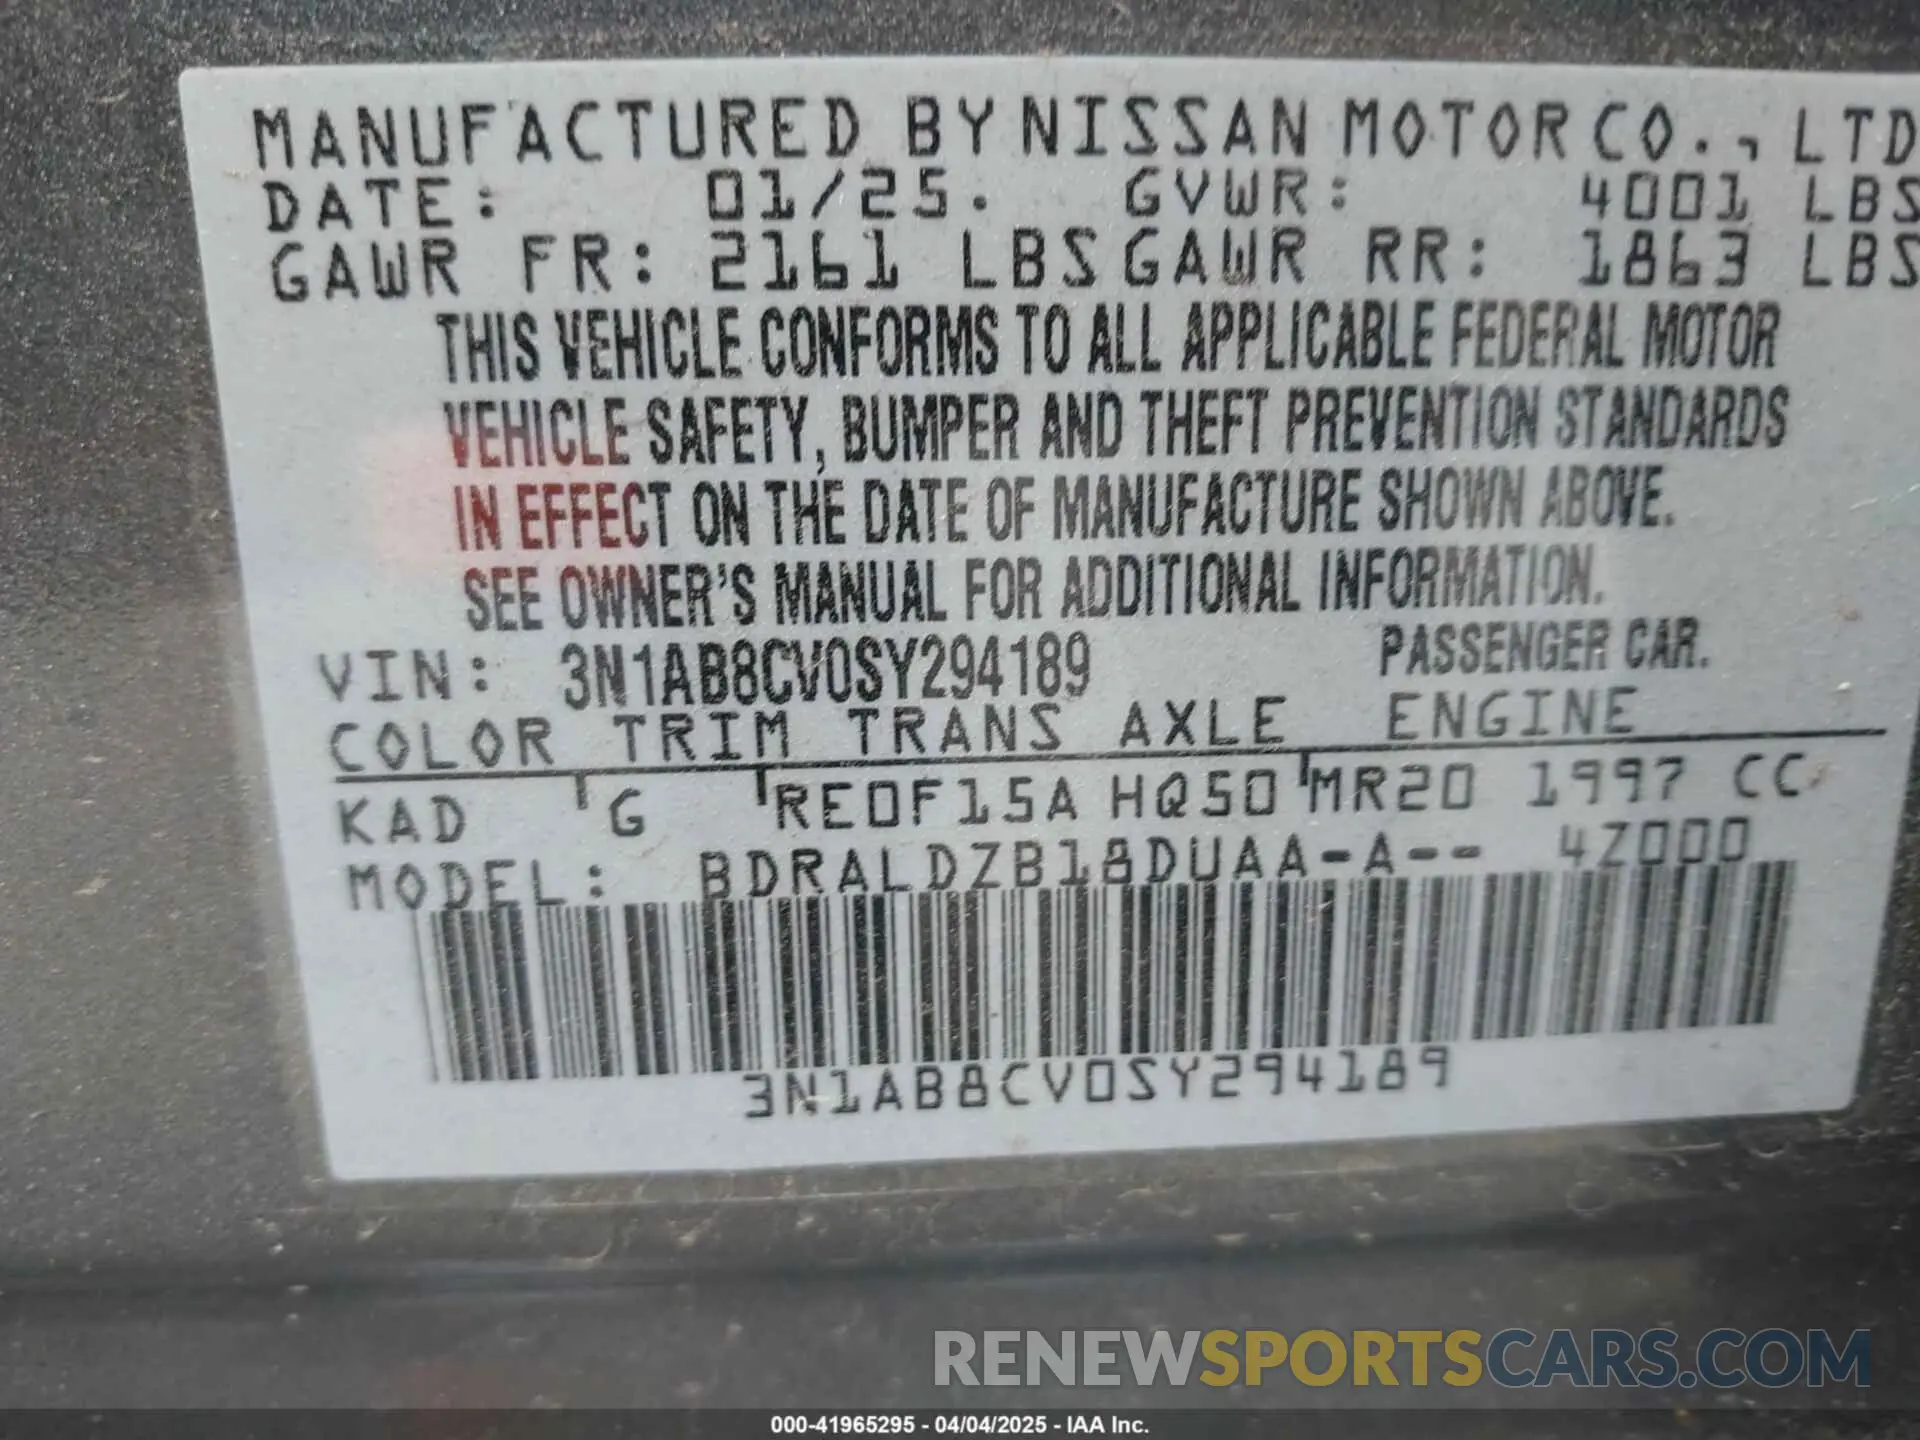 MANUFACTURED BY NISSAN MOTOR CO., LTD
DATE: 01/25. GVWR: 4001 LBS
GAWR FR: 2161 LBS GAWR RR: 1863 LBS
THIS VEHICLE CONFORMS TO ALL APPLICABLE FEDERAL MOTOR
VEHICLE SAFETY, BUMPER AND THEFT PREVENTION STANDARDS
IN EFFECT ON THE DATE OF MANUFACTURE SHOWN ABOVE.
SEE OWNER'S MANUAL FOR ADDITIONAL INFORMATION.
VIN: 3N1AB8CV0SY294189 PASSENGER CAR.
COLOR TRIM TRANS AXLE ENGINE
KAD G RE0F15A HQ50 MR20 1997 CC
MODEL: BDRALDZB18DUAA-A-- 4Z000
3N1AB8CV0SY294189
RENEWSPORTSCARS.COM
000-41965295 - 04/04/2025 - IAA Inc.